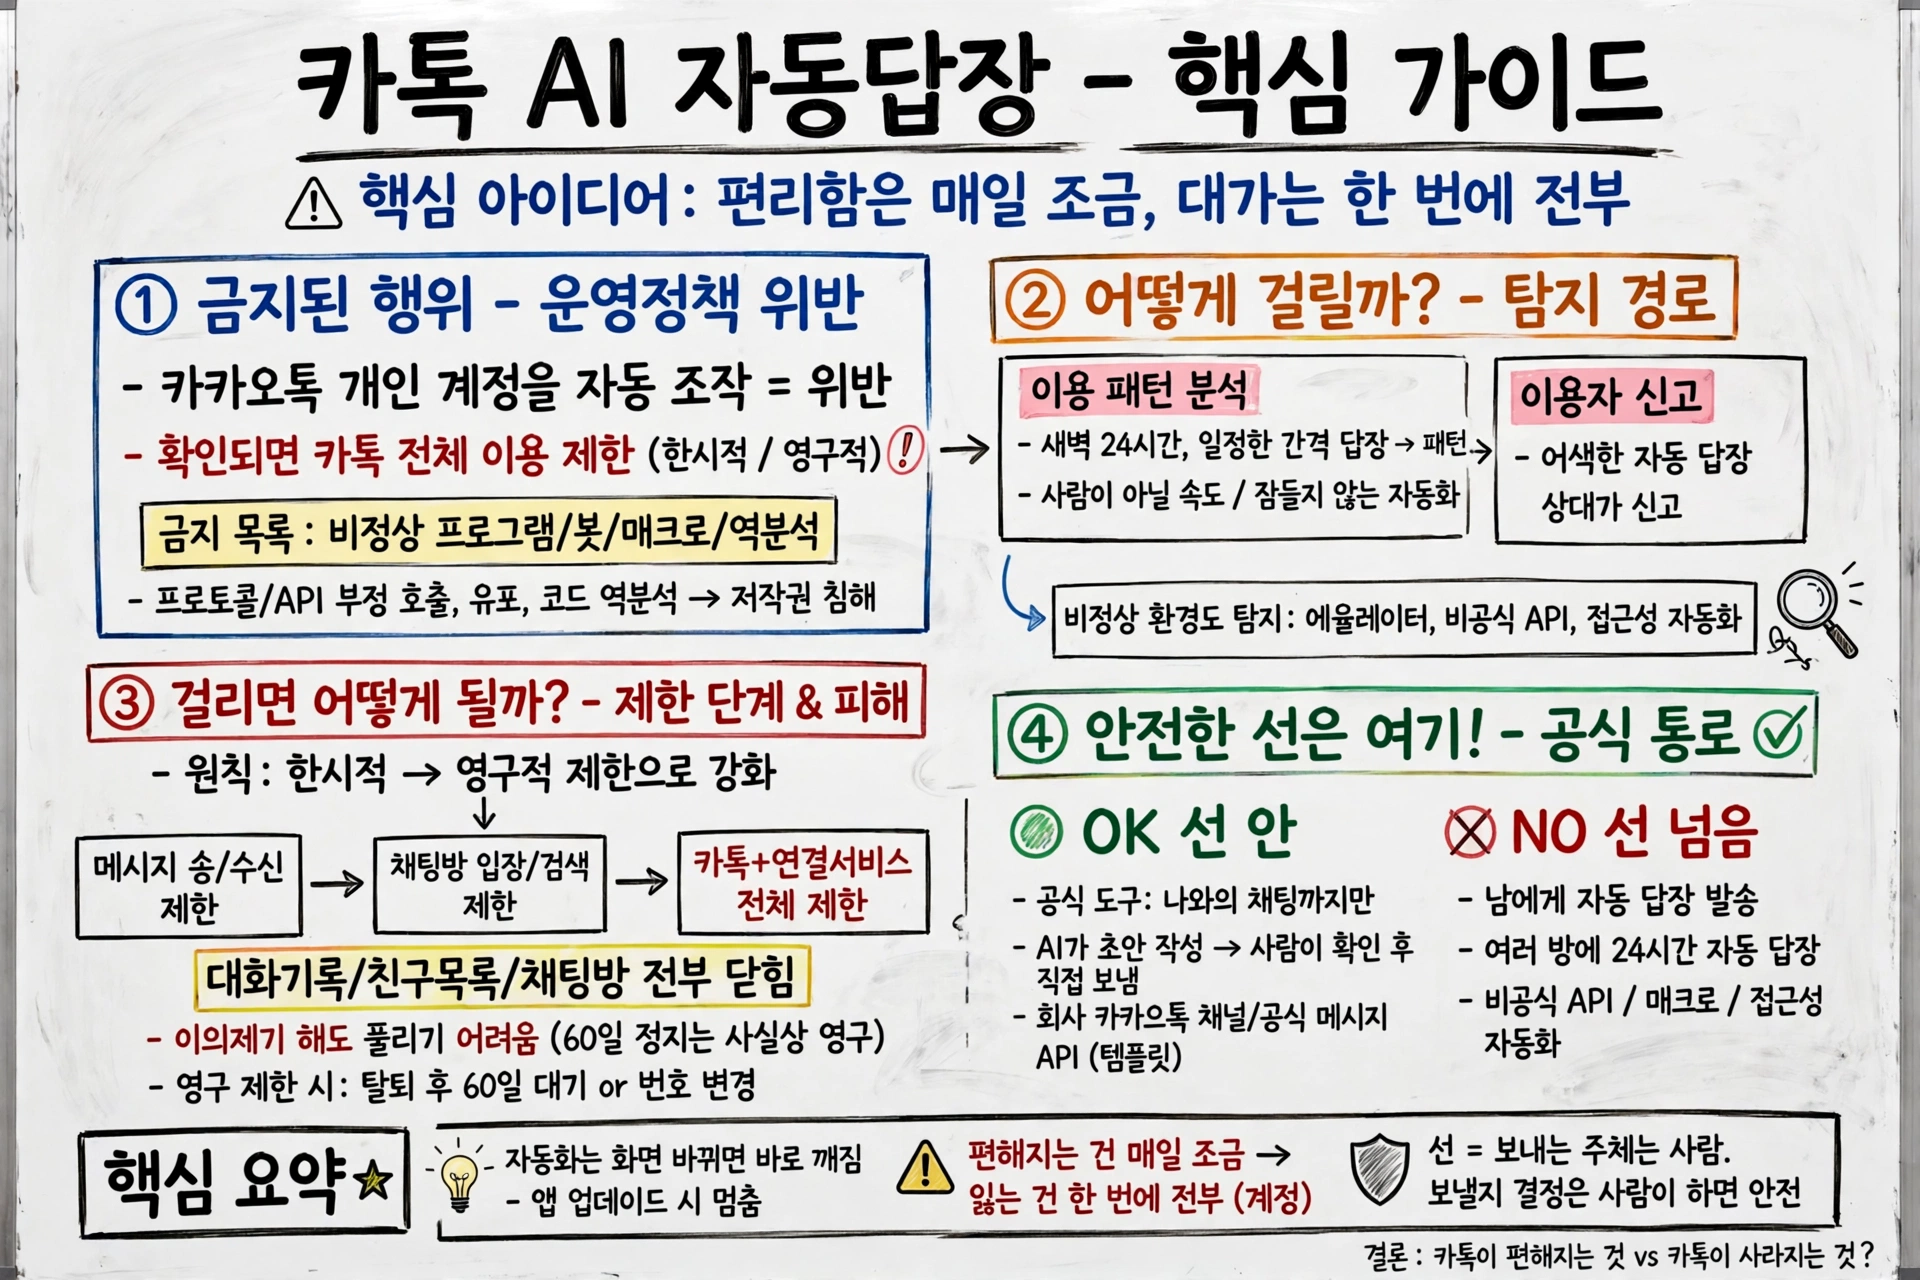 카톡 AI 자동답장 - 핵심 가이드
핵심 아이디어: 편리함은 매일 조금, 대가는 한 번에 전부
① 금지된 행위 - 운영정책 위반
- 카카오톡 개인 계정을 자동 조작 = 위반
- 확인되면 카톡 전체 이용 제한 (한시적 / 영구적) !
금지 목록 : 비정상 프로그램/봇/매크로/역분석
- 프로토콜/API 부정 호출, 유포, 코드 역분석 → 저작권 침해
② 어떻게 걸릴까? - 탐지 경로
이용 패턴 분석
- 새벽 24시간, 일정한 간격 답장 → 패턴
- 사람이 아닐 속도 / 잠들지 않는 자동화
이용자 신고
- 어색한 자동 답장
상대가 신고
비정상 환경도 탐지: 에뮬레이터, 비공식 API, 접근성 자동화
③ 걸리면 어떻게 될까? - 제한 단계 & 피해
- 원칙: 한시적 → 영구적 제한으로 강화
메시지 송/수신
제한
→
채팅방 입장/검색
제한
→
카톡+연결서비스
전체 제한
대화기록/친구목록/채팅방 전부 닫힘
- 이의제기 해도 풀리기 어려움 (60일 정지는 사실상 영구)
- 영구 제한 시: 탈퇴 후 60일 대기 or 번호 변경
④ 안전한 선은 여기! - 공식 통로
OK 선 안
- 공식 도구: 나와의 채팅까지만
- AI가 초안 작성 → 사람이 확인 후
직접 보냄
- 회사 카카으톡 채널/공식 메시지
API (템플릿)
NO 선 넘음
- 남에게 자동 답장 발송
- 여러 방에 24시간 자동 답장
- 비공식 API / 매크로 / 접근성
자동화
핵심 요약
자동화는 화면 바뀌면 바로 깨짐
- 앱 업데이드 시 멈춤
편해지는 건 매일 조금 →
잃는 건 한 번에 전부 (계정)
선 = 보내는 주체는 사람.
보낼지 결정은 사람이 하면 안전
결론 : 카톡이 편해지는 것 vs 카톡이 사라지는 것?